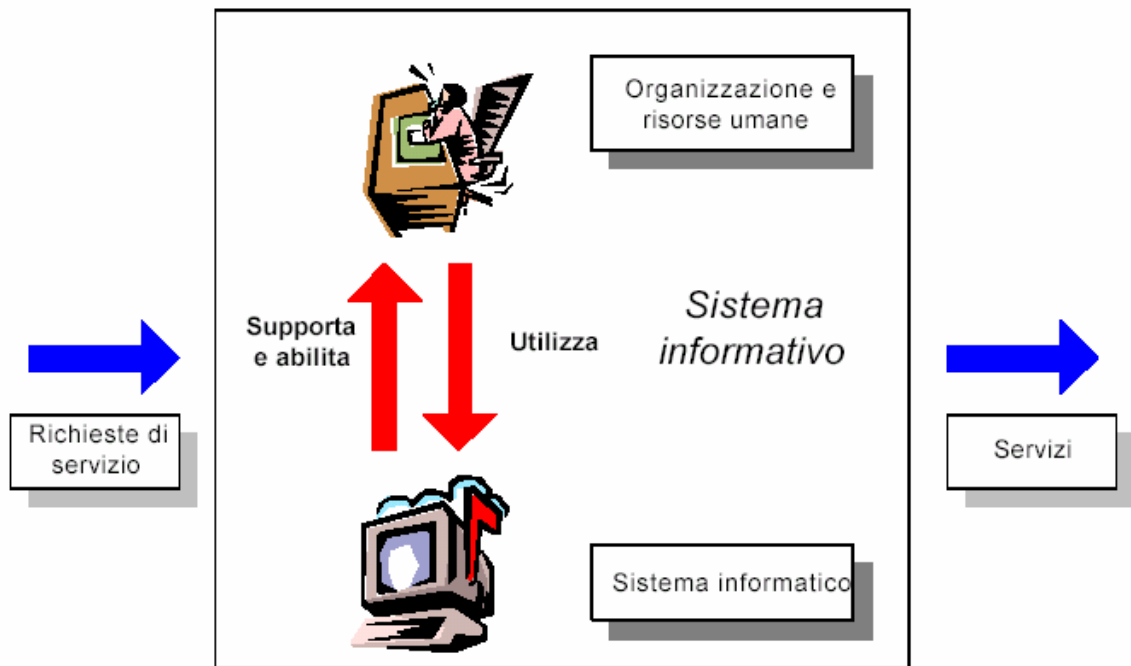 Organizzazione e
risorse umane
Supporta
e abilita
Utilizza
Sistema
informativo
Richieste di
servizio
Servizi
Sistema informatico